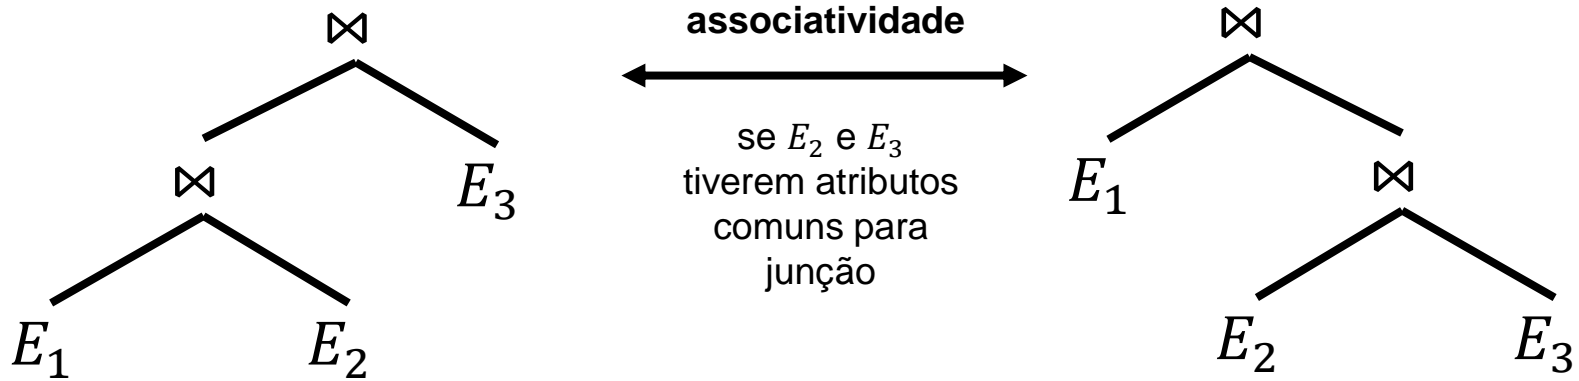 ⋈
E₁ E₂
⋈
E₃
associatividade
se E₂ e E₃
tiverem atributos
comuns para
junção
⋈
E₁
⋈
E₂ E₃